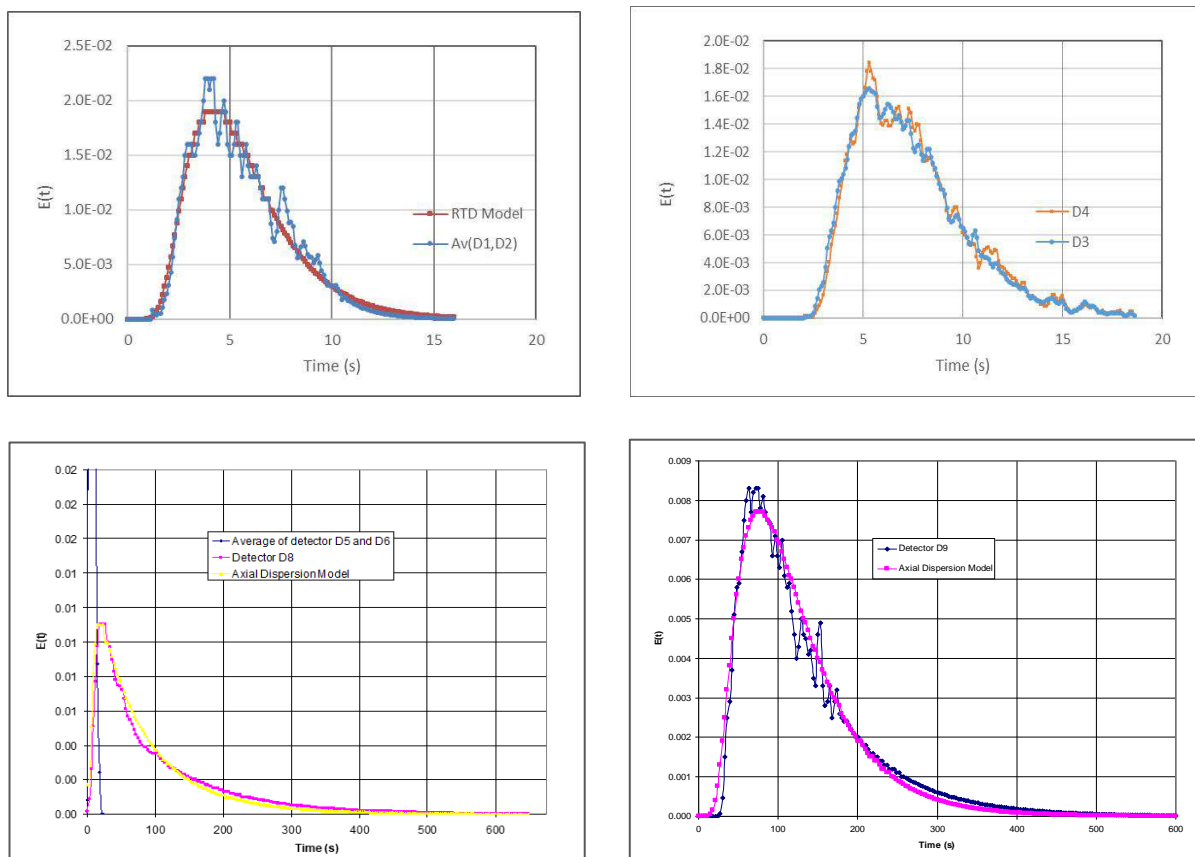 2.5E-02
2.0E-02
1.5E-02
1.0E-02
5.0E-03
0.0E+00
E(t)
RTD Model
Av(D1,D2)
0 5 10 15 20
Time (s)
2.0E-02
1.8E-02
1.6E-02
1.4E-02
1.2E-02
1.0E-02
8.0E-03
6.0E-03
4.0E-03
2.0E-03
0.0E+00
E(t)
D4
D3
0 5 10 15 20
Time (s)
0.02
0.02
0.02
0.01
0.01
0.01
0.01
0.01
0.00
0.00
0.00
E(t)
Average of detector D5 and D6
Detector D8
Axial Dispersion Model
0 100 200 300 400 500 600
Time (s)
0.009
0.008
0.007
0.006
0.005
0.004
0.003
0.002
0.001
0.000
E(t)
Detector D9
Axial Dispersion Model
0 100 200 300 400 500 600
Time (s)